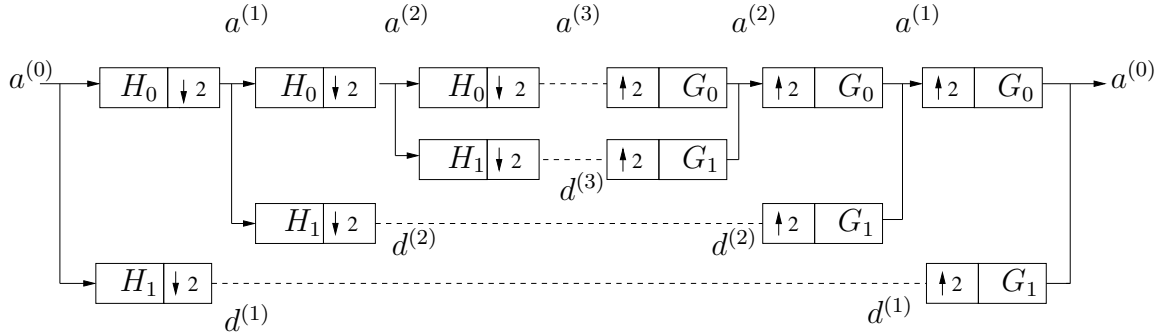 a^{(1)} a^{(2)} a^{(3)} a^{(2)} a^{(1)}
a^{(0)} H_0 ↓ 2 H_0 ↓ 2 H_0 ↓ 2 ↑ 2 G_0 ↑ 2 G_0 ↑ 2 G_0 a^{(0)}
H_1 ↓ 2 ↑ 2 G_1
d^{(3)}
H_1 ↓ 2 ↑ 2 G_1
d^{(2)} d^{(2)}
H_1 ↓ 2 ↑ 2 G_1
d^{(1)} d^{(1)}